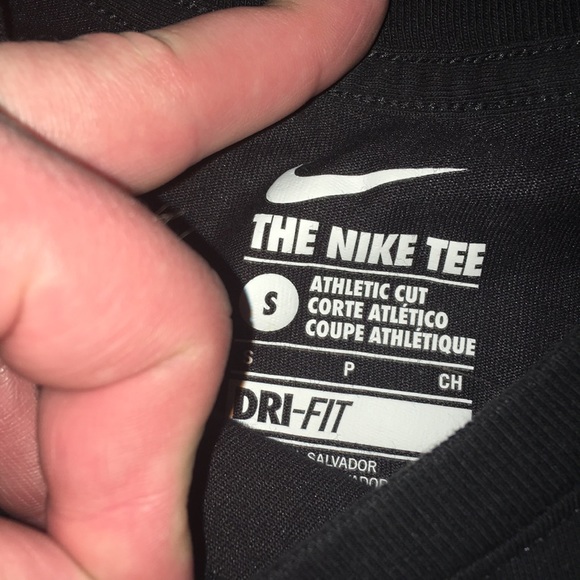 THE NIKE TEE
S
ATHLETIC CUT
CORTE ATLÉTICO
COUPE ATHLÉTIQUE
S P CH
DRI-FIT
SALVADOR